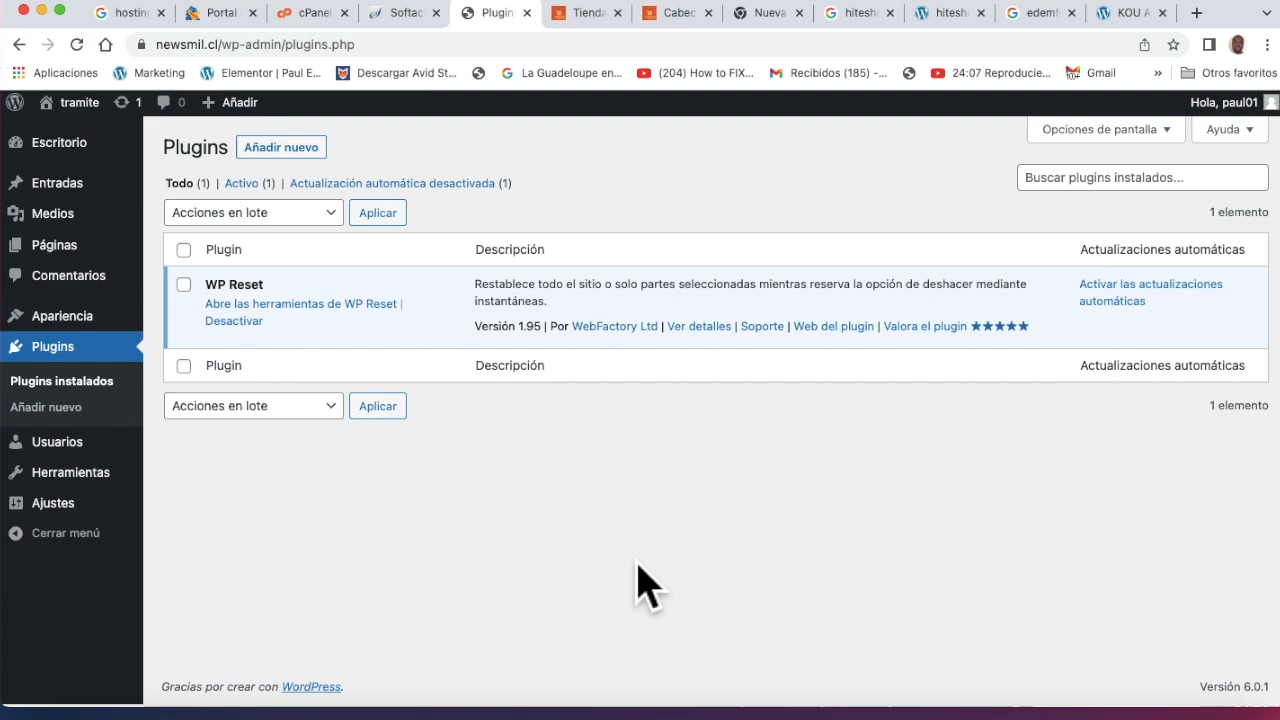 hosting
Portal
cPanel
Softac
Plugin
Tienda
Cabec
Nueva
hitesh
hitesh
edemt
KOU A
newsmil.cl/wp-admin/plugins.php
Aplicaciones
Marketing
Elementor | Paul E...
Descargar Avid St...
La Guadeloupe en...
(204) How to FIX...
Recibidos (185) -...
24:07 Reproducie...
Gmail
»
Otros favoritos
tramite
1
0
Añadir
Hola, paul01
Escritorio
Entradas
Medios
Páginas
Comentarios
Apariencia
Plugins
Plugins instalados
Añadir nuevo
Usuarios
Herramientas
Ajustes
Cerrar menú
Opciones de pantalla
Ayuda
Plugins Añadir nuevo
Todo (1) | Activo (1) | Actualización automática desactivada (1)
Buscar plugins instalados...
Acciones en lote Aplicar
1 elemento
Plugin Descripción Actualizaciones automáticas
WP Reset
Abre las herramientas de WP Reset |
Desactivar
Restablece todo el sitio o solo partes seleccionadas mientras reserva la opción de deshacer mediante
instantáneas.
Versión 1.95 | Por WebFactory Ltd | Ver detalles | Soporte | Web del plugin | Valora el plugin ★★★★★
Activar las actualizaciones
automáticas
Plugin Descripción Actualizaciones automáticas
Acciones en lote Aplicar
1 elemento
Gracias por crear con WordPress.
Versión 6.0.1